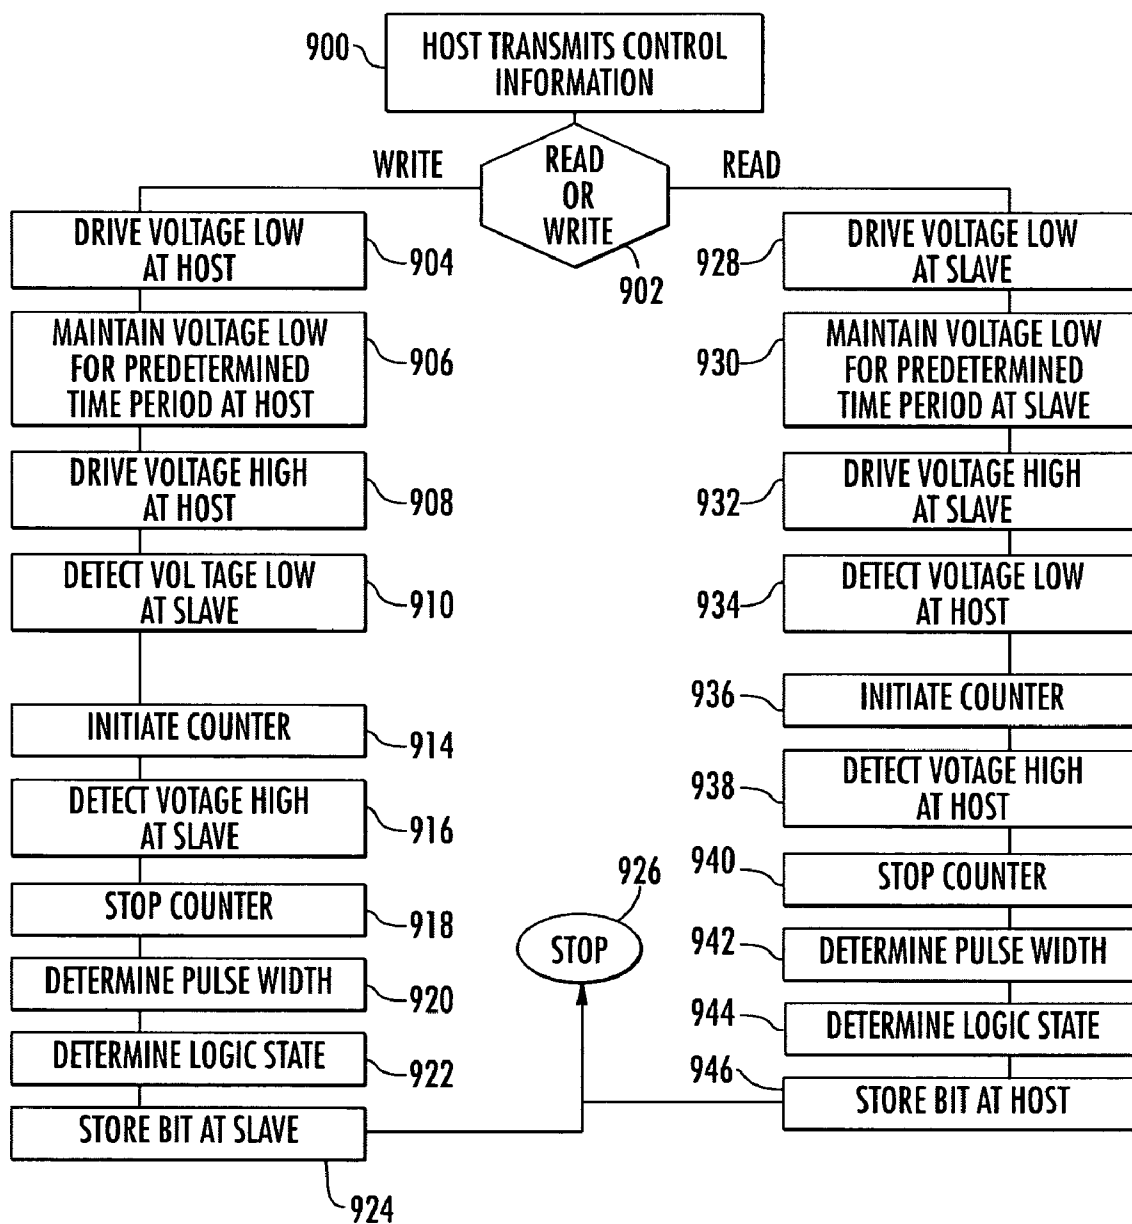 900
HOST TRANSMITS CONTROL
INFORMATION
WRITE
READ
OR
WRITE
READ
902
DRIVE VOLTAGE LOW
AT HOST
904
MAINTAIN VOLTAGE LOW
FOR PREDETERMINED
TIME PERIOD AT HOST
906
DRIVE VOLTAGE HIGH
AT HOST
908
DETECT VOL TAGE LOW
AT SLAVE
910
INITIATE COUNTER
914
DETECT VOTAGE HIGH
AT SLAVE
916
STOP COUNTER
918
DETERMINE PULSE WIDTH
920
DETERMINE LOGIC STATE
922
STORE BIT AT SLAVE
924
926
STOP
928
DRIVE VOLTAGE LOW
AT SLAVE
930
MAINTAIN VOLTAGE LOW
FOR PREDETERMINED
TIME PERIOD AT SLAVE
932
DRIVE VOLTAGE HIGH
AT SLAVE
934
DETECT VOLTAGE LOW
AT HOST
936
INITIATE COUNTER
938
DETECT VOTAGE HIGH
AT HOST
940
STOP COUNTER
942
DETERMINE PULSE WIDTH
944
DETERMINE LOGIC STATE
946
STORE BIT AT HOST